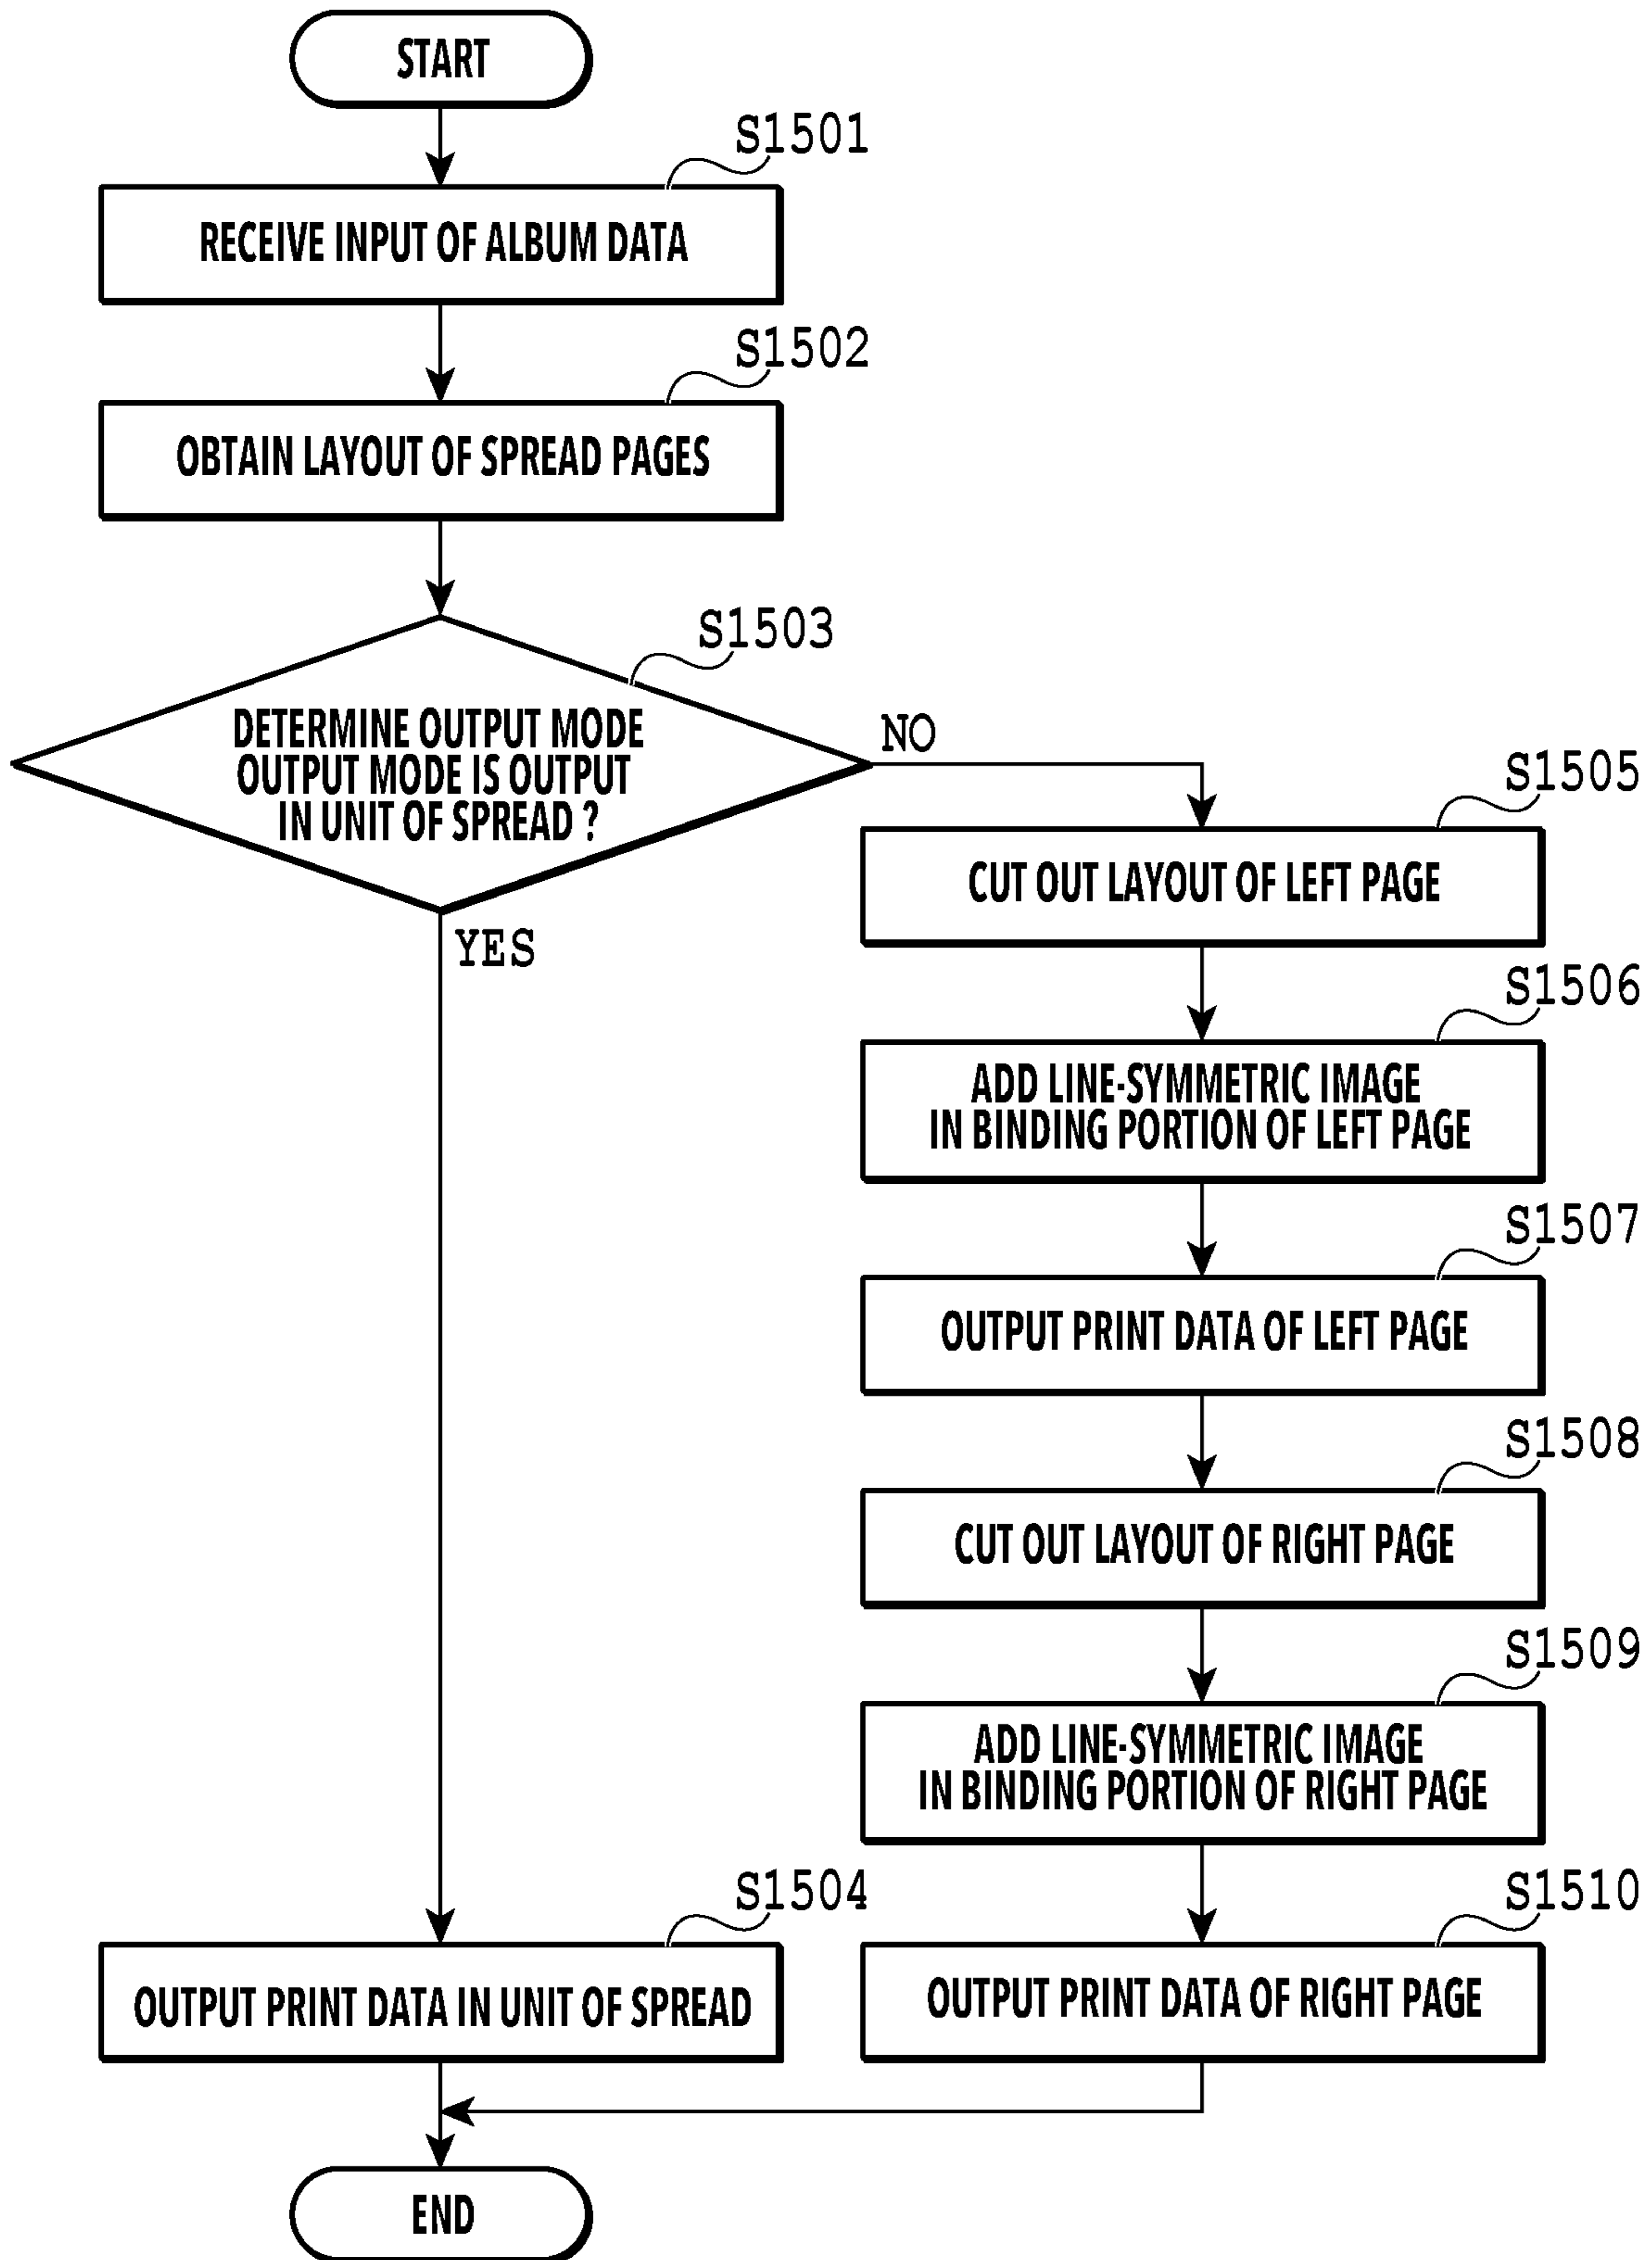 START
S1501
RECEIVE INPUT OF ALBUM DATA
S1502
OBTAIN LAYOUT OF SPREAD PAGES
S1503
DETERMINE OUTPUT MODE
OUTPUT MODE IS OUTPUT
IN UNIT OF SPREAD ?
NO
YES
S1505
CUT OUT LAYOUT OF LEFT PAGE
S1506
ADD LINE-SYMMETRIC IMAGE
IN BINDING PORTION OF LEFT PAGE
S1507
OUTPUT PRINT DATA OF LEFT PAGE
S1508
CUT OUT LAYOUT OF RIGHT PAGE
S1509
ADD LINE-SYMMETRIC IMAGE
IN BINDING PORTION OF RIGHT PAGE
S1504
OUTPUT PRINT DATA IN UNIT OF SPREAD
S1510
OUTPUT PRINT DATA OF RIGHT PAGE
END